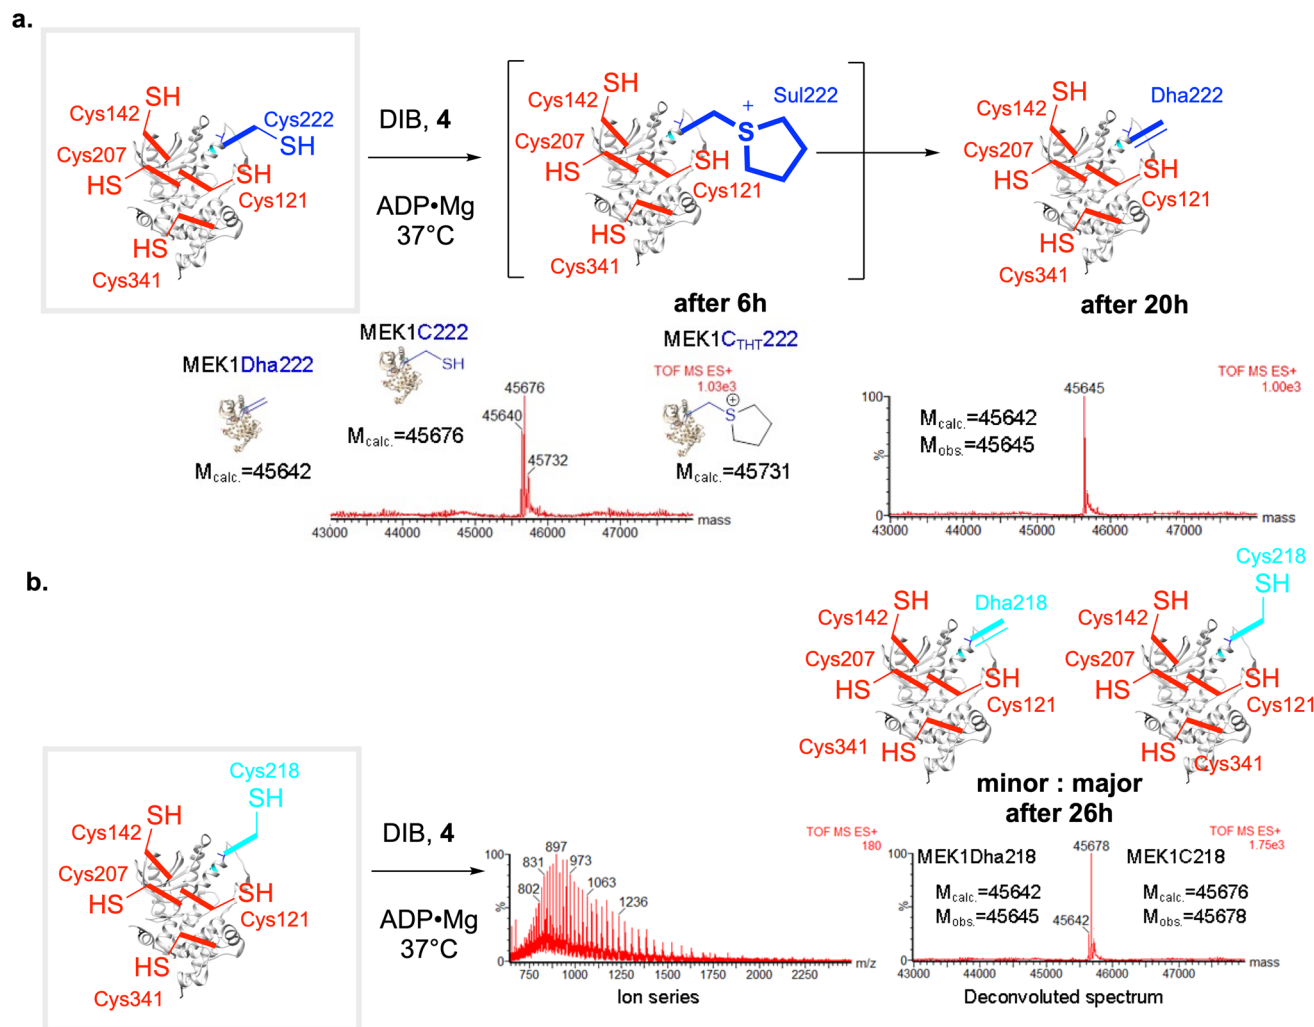 a.
Cys142
SH
Cys222
SH
Cys207
HS
SH
Cys121
HS
Cys341
DIB, 4
ADP•Mg
37°C
Cys142
SH
+
S
Sul222
Cys207
HS
SH
Cys121
HS
Cys341
after 6h
Cys142
SH
Dha222
Cys207
HS
SH
Cys121
HS
Cys341
after 20h
MEK1Dha222
Mcalc.=45642
MEK1C222
SH
Mcalc.=45676
MEK1CTHT222
TOF MS ES+
1.03e3
S
Mcalc.=45731
45676
45640
45732
43000 44000 45000 46000 47000 mass
TOF MS ES+
1.00e3
45645
100
%
0
Mcalc.=45642
Mobs.=45645
43000 44000 45000 46000 47000 mass
b.
Cys218
SH
Cys142
SH
Cys207
HS
SH
Cys121
HS
Cys341
DIB, 4
ADP•Mg
37°C
Cys142
SH
Dha218
Cys207
HS
SH
Cys121
Cys341
HS
Cys218
SH
Cys142
SH
Cys207
HS
SH
Cys121
HS
Cys341
minor : major
after 26h
TOF MS ES+
180
100
%
0
897
831
973
802
1063
1236
750 1000 1250 1500 1750 2000 2250 m/z
Ion series
TOF MS ES+
1.75e3
100
%
0
45678
45642
MEK1Dha218
Mcalc.=45642
Mobs.=45645
MEK1C218
Mcalc.=45676
Mobs.=45678
43000 44000 45000 46000 47000 mass
Deconvoluted spectrum